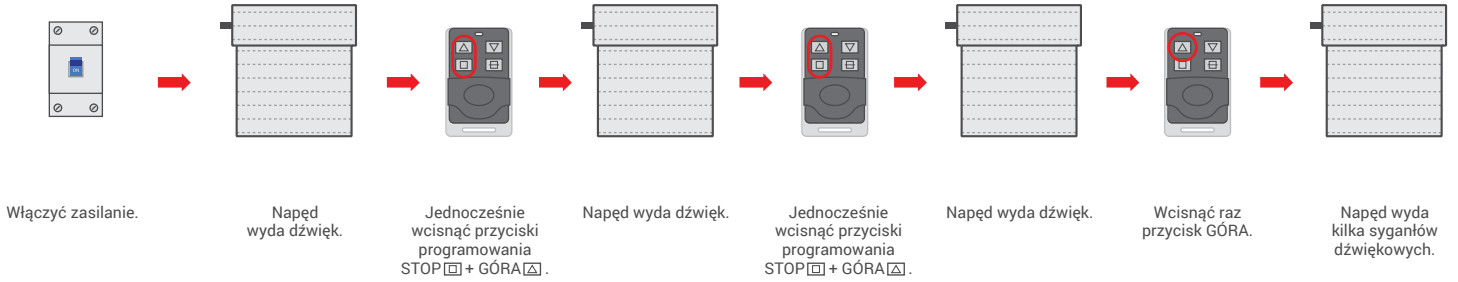 ON
Włączyć zasilanie.
Napęd
wyda dźwięk.
Jednocześnie
wcisnąć przyciski
programowania
STOP + GÓRA .
Napęd wyda dźwięk.
Jednocześnie
wcisnąć przyciski
programowania
STOP + GÓRA .
Napęd wyda dźwięk.
Wcisnąć raz
przycisk GÓRA.
Napęd wyda
kilka syganłów
dźwiękowych.